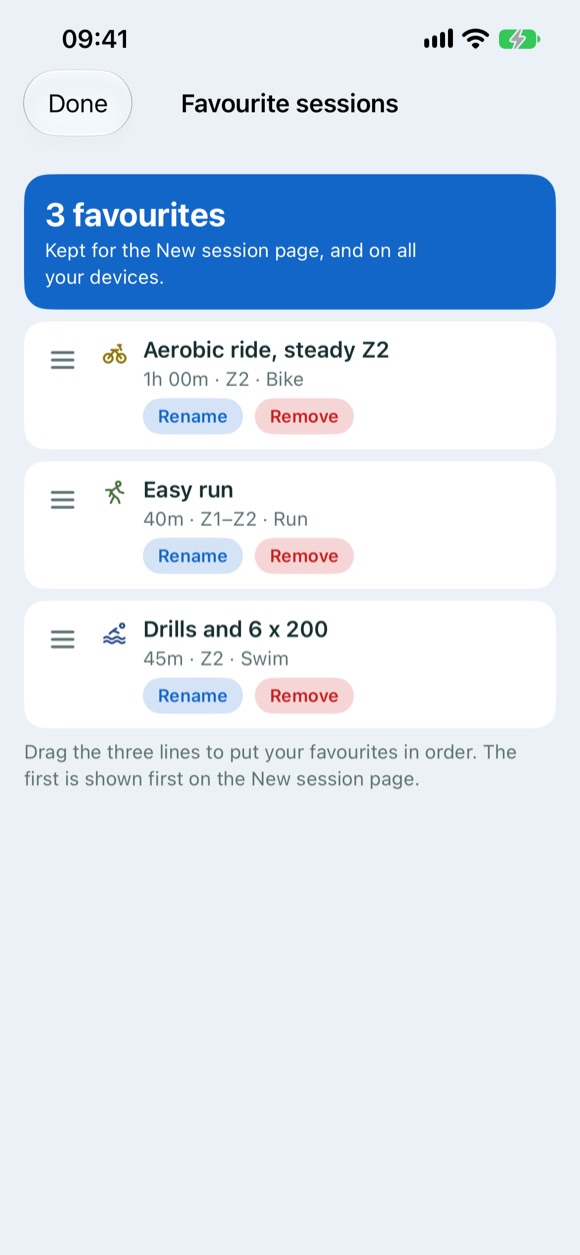 09:41
Done
Favourite sessions
3 favourites
Kept for the New session page, and on all
your devices.
Aerobic ride, steady Z2
1h 00m · Z2 · Bike
Rename
Remove
Easy run
40m · Z1–Z2 · Run
Rename
Remove
Drills and 6 x 200
45m · Z2 · Swim
Rename
Remove
Drag the three lines to put your favourites in order. The
first is shown first on the New session page.